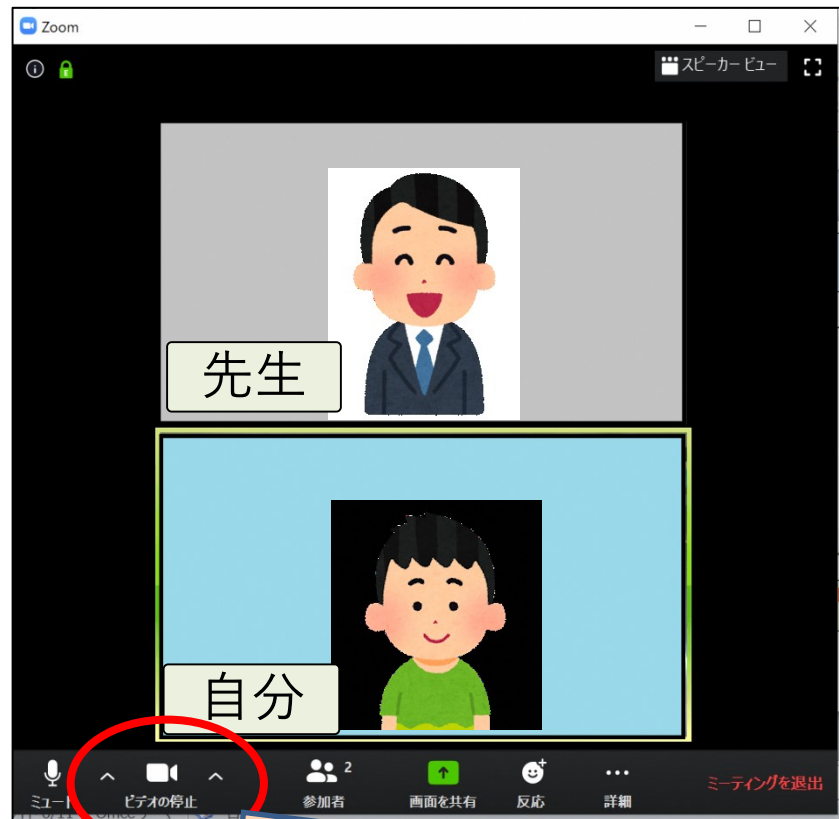 Zoom
スピーカー ビュー
先生
自分
2
ビデオの停止
参加者
画面を共有
反応
詳細
ミーティングを退出